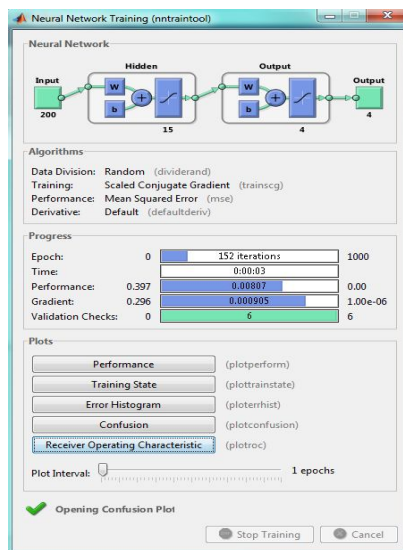 Neural Network Training (nntraintool)
Neural Network
Hidden Output
Input Output
W W
+ +
b b
200 4
15 4
Algorithms
Data Division: Random (dividerand)
Training: Scaled Conjugate Gradient (trainscg)
Performance: Mean Squared Error (mse)
Derivative: Default (defaultderiv)
Progress
Epoch: 0 152 iterations 1000
Time: 0:00:03
Performance: 0.397 0.00807 0.00
Gradient: 0.296 0.000905 1.00e-06
Validation Checks: 0 6 6
Plots
Performance (plotperform)
Training State (plottrainstate)
Error Histogram (ploterrhist)
Confusion (plotconfusion)
Receiver Operating Characteristic (plotroc)
Plot Interval: 1 epochs
Opening Confusion Plot
Stop Training Cancel